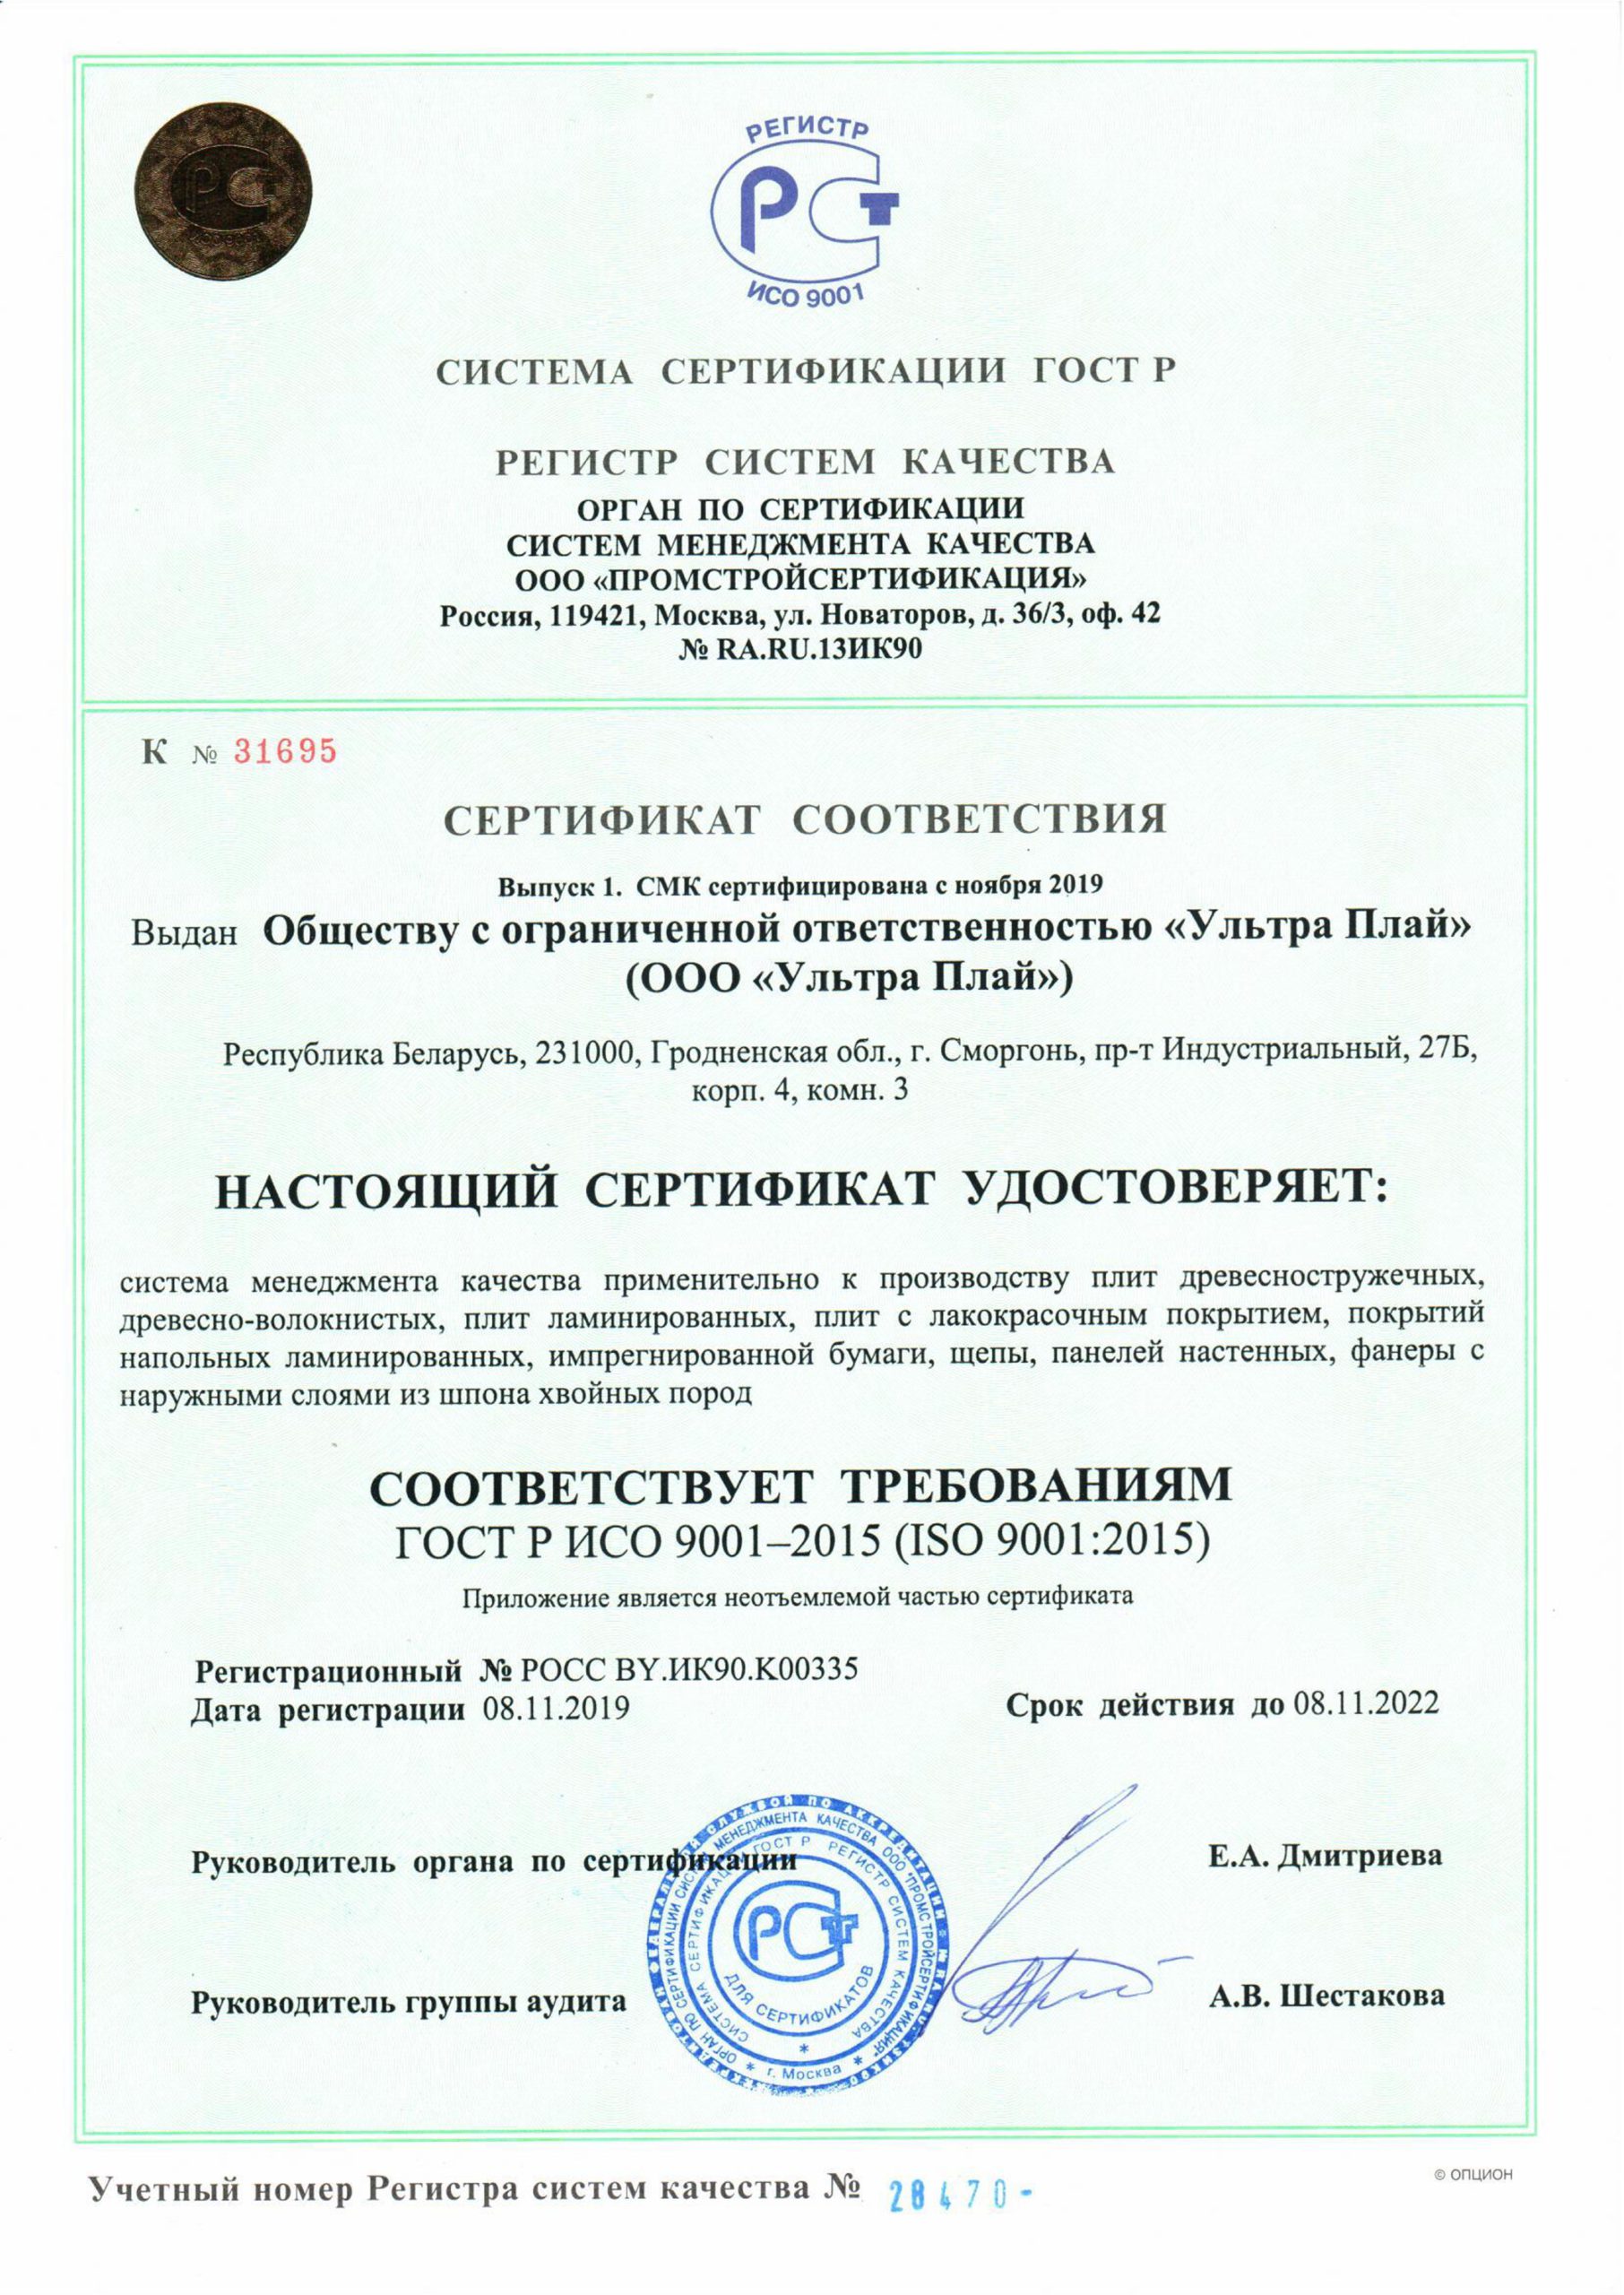 РЕГИСТР
РСТ
ИСО 9001
СИСТЕМА СЕРТИФИКАЦИИ ГОСТ Р
РЕГИСТР СИСТЕМ КАЧЕСТВА
ОРГАН ПО СЕРТИФИКАЦИИ
СИСТЕМ МЕНЕДЖМЕНТА КАЧЕСТВА
ООО «ПРОМСТРОЙСЕРТИФИКАЦИЯ»
Россия, 119421, Москва, ул. Новаторов, д. 36/3, оф. 42
№ RA.RU.13ИК90
К № 31695
СЕРТИФИКАТ СООТВЕТСТВИЯ
Выпуск 1. СМК сертифицирована с ноября 2019
Выдан Обществу с ограниченной ответственностью «Ультра Плай»
(ООО «Ультра Плай»)
Республика Беларусь, 231000, Гродненская обл., г. Сморгонь, пр-т Индустриальный, 27Б,
корп. 4, комн. 3
НАСТОЯЩИЙ СЕРТИФИКАТ УДОСТОВЕРЯЕТ:
система менеджмента качества применительно к производству плит древесностружечных,
древесно-волокнистых, плит ламинированных, плит с лакокрасочным покрытием, покрытий
напольных ламинированных, импрегнированной бумаги, щепы, панелей настенных, фанеры с
наружными слоями из шпона хвойных пород
СООТВЕТСТВУЕТ ТРЕБОВАНИЯМ
ГОСТ Р ИСО 9001–2015 (ISO 9001:2015)
Приложение является неотъемлемой частью сертификата
Регистрационный № РОСС BY.ИК90.К00335
Дата регистрации 08.11.2019
Срок действия до 08.11.2022
Руководитель органа по сертификации
Е.А. Дмитриева
Руководитель группы аудита
А.В. Шестакова
ОРГАН ПО СЕРТИФИКАЦИИ СИСТЕМ МЕНЕДЖМЕНТА КАЧЕСТВА ООО "ПРОМСТРОЙСЕРТИФИКАЦИЯ"
* г. Москва *
СИСТЕМА СЕРТИФИКАЦИИ ГОСТ Р РЕГИСТР СИСТЕМ КАЧЕСТВА
РСТ
ДЛЯ СЕРТИФИКАТОВ
Учетный номер Регистра систем качества № 28470-
© ОПЦИОН